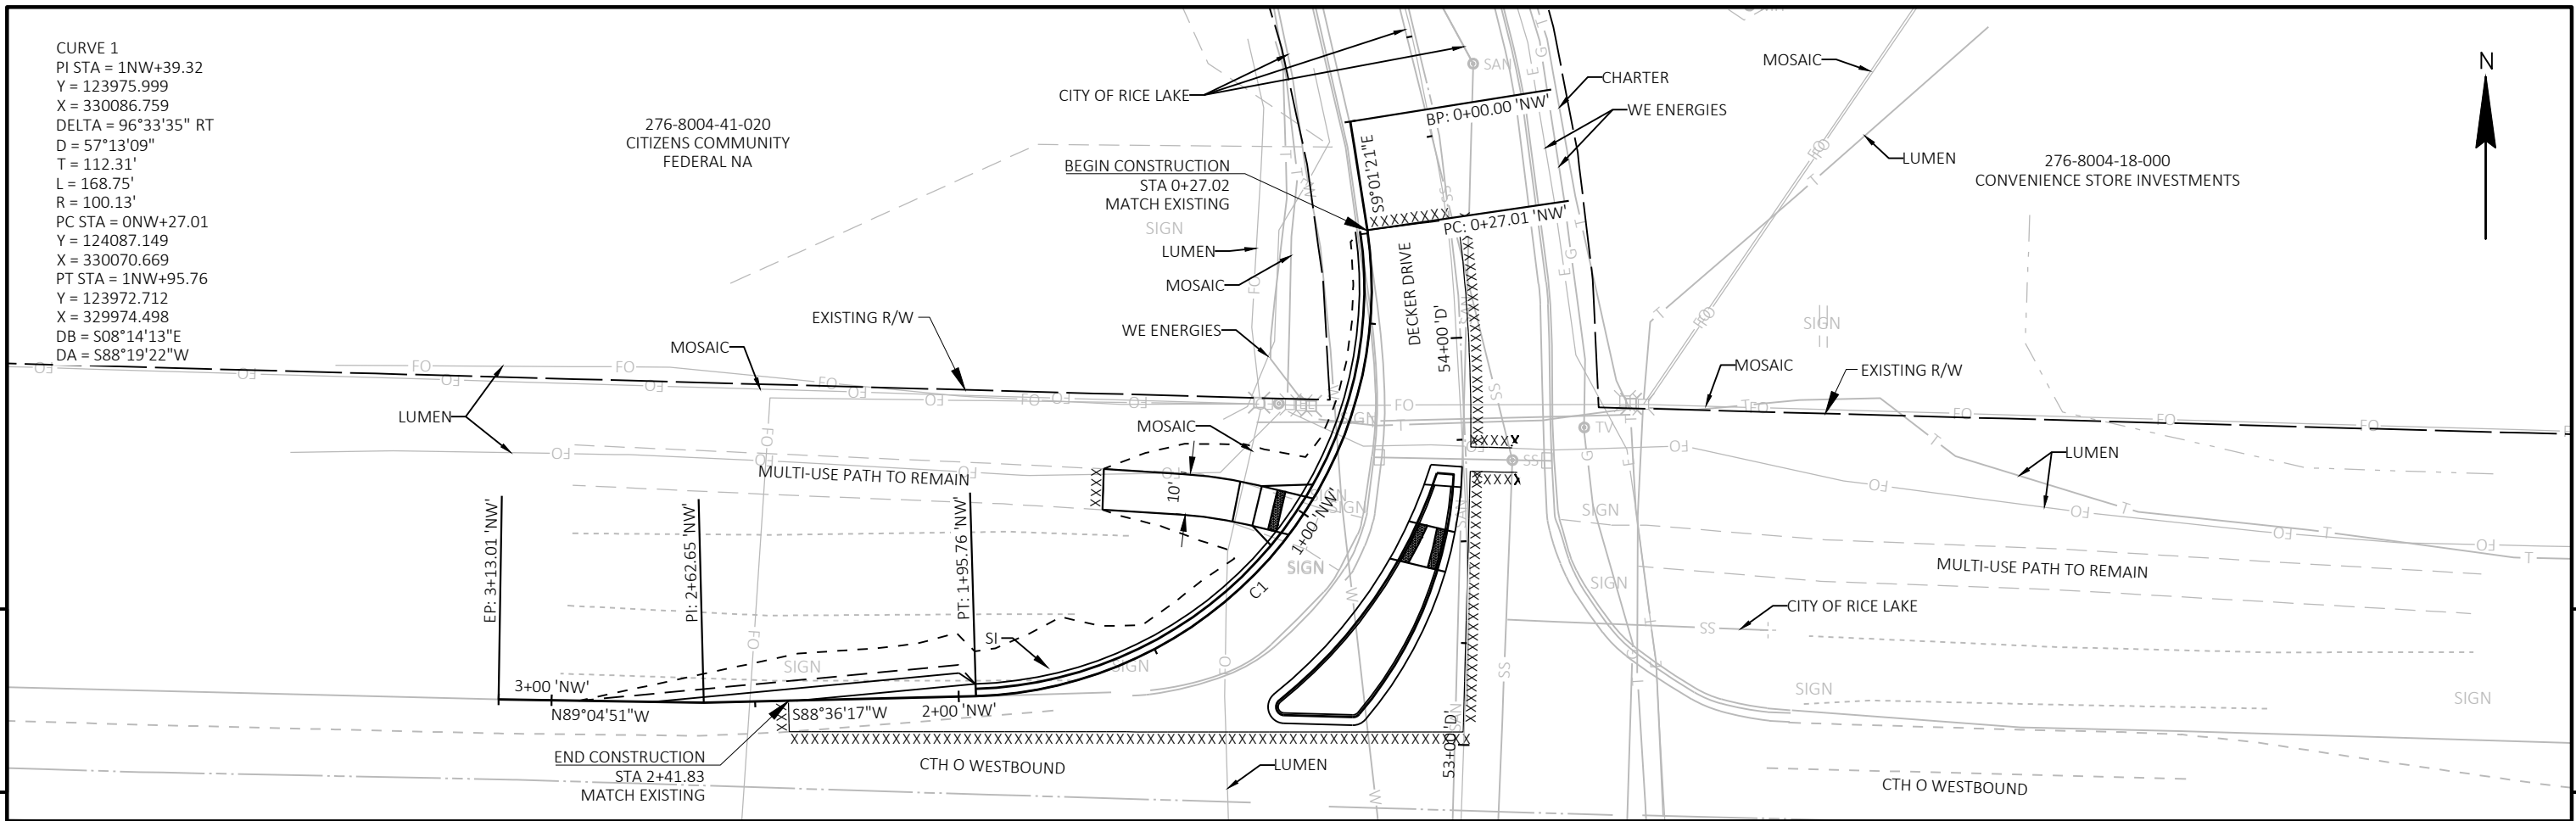 CURVE 1
PI STA = 1NW+39.32
Y = 123975.999
X = 330086.759
DELTA = 96°33'35" RT
D = 57°13'09"
T = 112.31'
L = 168.75'
R = 100.13'
PC STA = 0NW+27.01
Y = 124087.149
X = 330070.669
PT STA = 1NW+95.76
Y = 123972.712
X = 329974.498
DB = S08°14'13"E
DA = S88°19'22"W
276-8004-41-020
CITIZENS COMMUNITY
FEDERAL NA
CITY OF RICE LAKE
SAN
CHARTER
WE ENERGIES
MOSAIC
LUMEN
276-8004-18-000
CONVENIENCE STORE INVESTMENTS
N
BP: 0+00.00 'NW'
S9°01'21"E
BEGIN CONSTRUCTION
STA 0+27.02
MATCH EXISTING
PC: 0+27.01 'NW'
SIGN
LUMEN
MOSAIC
WE ENERGIES
DECKER DRIVE
54+00 'D'
EXISTING R/W
MOSAIC
SIGN
MOSAIC
EXISTING R/W
LUMEN
MOSAIC
TV
SS
LUMEN
MULTI-USE PATH TO REMAIN
10'
1+00 'NW'
SIGN
SIGN
SIGN
SIGN
SIGN
MULTI-USE PATH TO REMAIN
EP: 3+13.01 'NW'
PI: 2+62.65 'NW'
PT: 1+95.76 'NW'
C1
SI
CITY OF RICE LAKE
SS
SIGN
SIGN
SIGN
SIGN
3+00 'NW'
N89°04'51"W
S88°36'17"W
2+00 'NW'
53+00 'D'
END CONSTRUCTION
STA 2+41.83
MATCH EXISTING
CTH O WESTBOUND
LUMEN
CTH O WESTBOUND